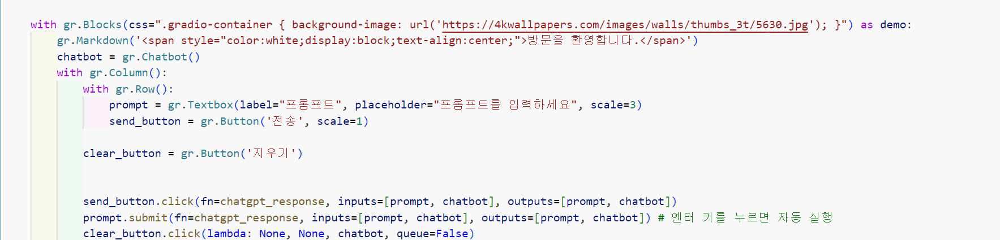 with gr.Blocks(css=".gradio-container { background-image: url('https://4kwallpapers.com/images/walls/thumbs_3t/5630.jpg'); }") as demo:
    gr.Markdown('<span style="color:white;display:block;text-align:center;">방문을 환영합니다.</span>')
    chatbot = gr.Chatbot()
    with gr.Column():
        with gr.Row():
            prompt = gr.Textbox(label="프롬프트", placeholder="프롬프트를 입력하세요", scale=3)
            send_button = gr.Button('전송', scale=1)
        clear_button = gr.Button('지우기')
        send_button.click(fn=chatgpt_response, inputs=[prompt, chatbot], outputs=[prompt, chatbot])
        prompt.submit(fn=chatgpt_response, inputs=[prompt, chatbot], outputs=[prompt, chatbot]) # 엔터 키를 누르면 자동 실행
        clear_button.click(lambda: None, None, chatbot, queue=False)